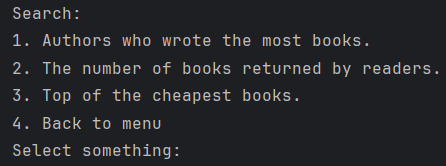 Search:
1. Authors who wrote the most books.
2. The number of books returned by readers.
3. Top of the cheapest books.
4. Back to menu
Select something: